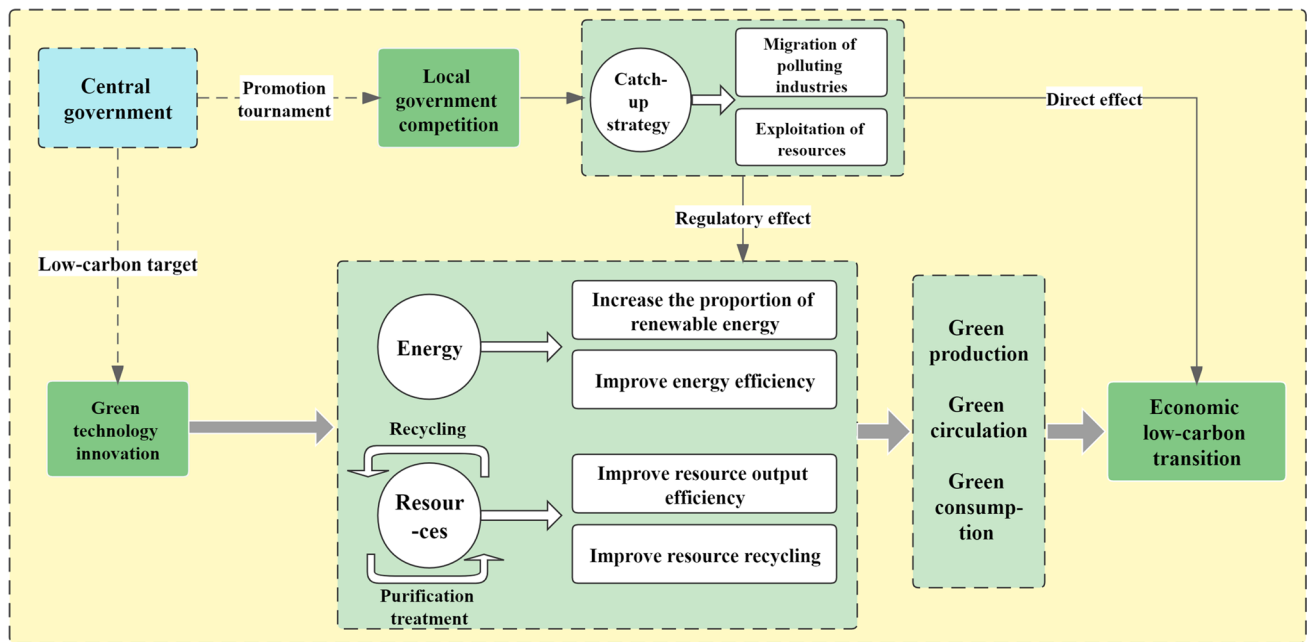 Central
government
Promotion
tournament
Local
government
competition
Catch-
up
strategy
Migration of
polluting
industries
Exploitation of
resources
Direct effect
Regulatory effect
Low-carbon target
Green
technology
innovation
Energy
Increase the proportion of
renewable energy
Improve energy efficiency
Recycling
Resour
-ces
Purification
treatment
Improve resource output
efficiency
Improve resource recycling
Green
production
Green
circulation
Green
consump-
tion
Economic
low-carbon
transition